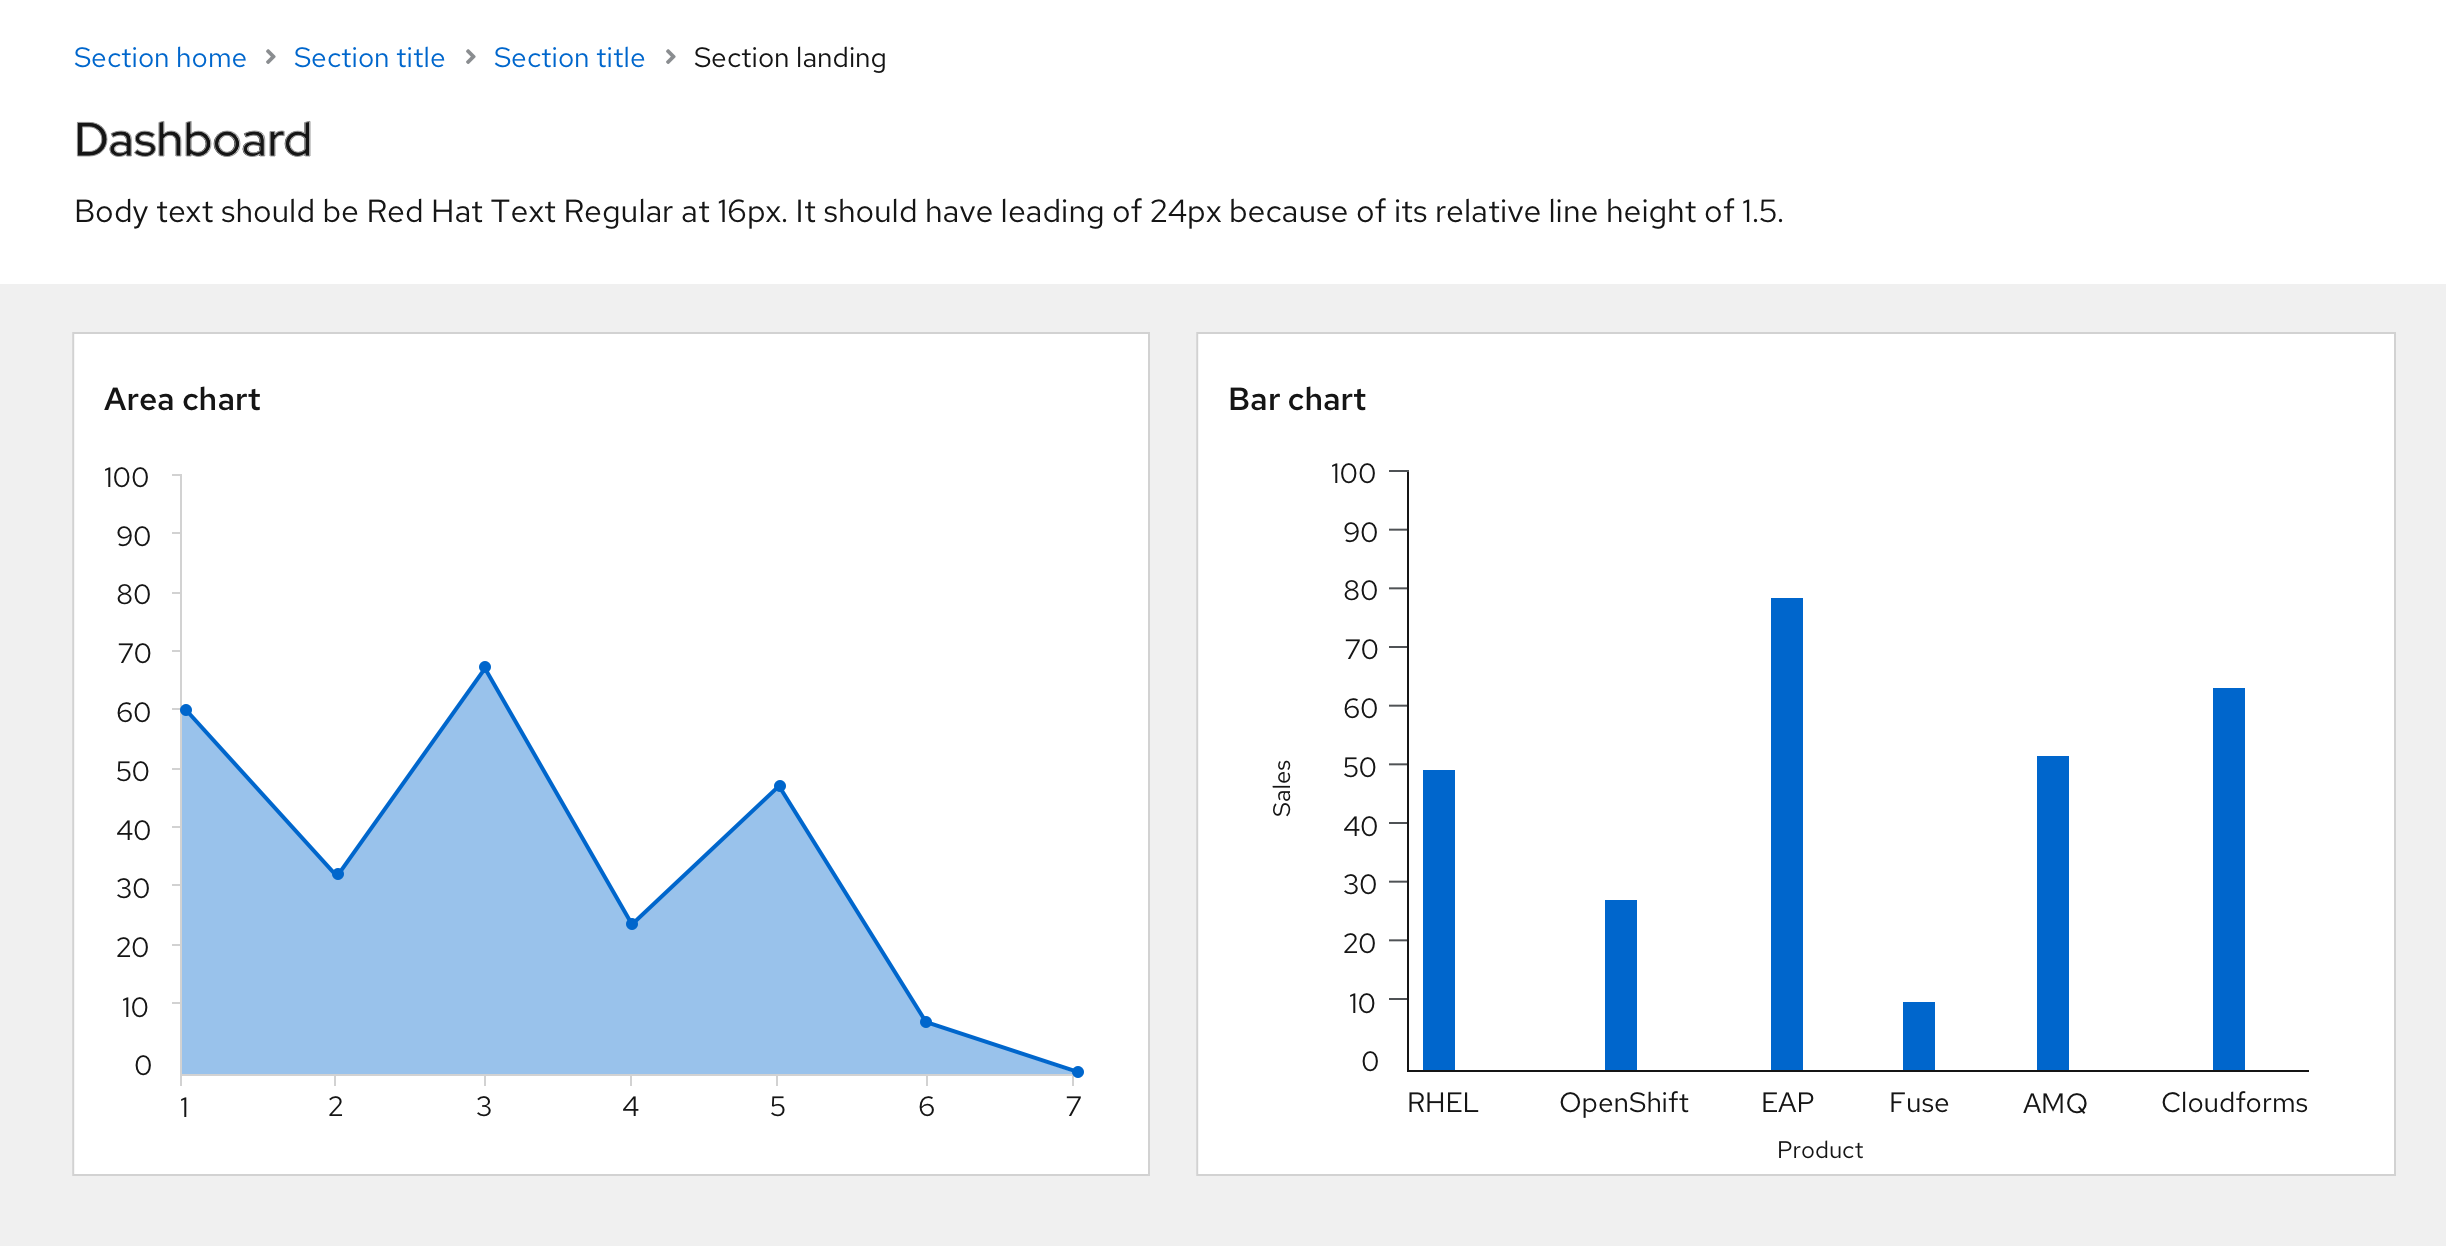 Section home > Section title > Section title > Section landing
Dashboard
Body text should be Red Hat Text Regular at 16px. It should have leading of 24px because of its relative line height of 1.5.
Area chart
100
90
80
70
60
50
40
30
20
10
0
1 2 3 4 5 6 7
Bar chart
Sales
100
90
80
70
60
50
40
30
20
10
0
RHEL OpenShift EAP Fuse AMQ Cloudforms
Product